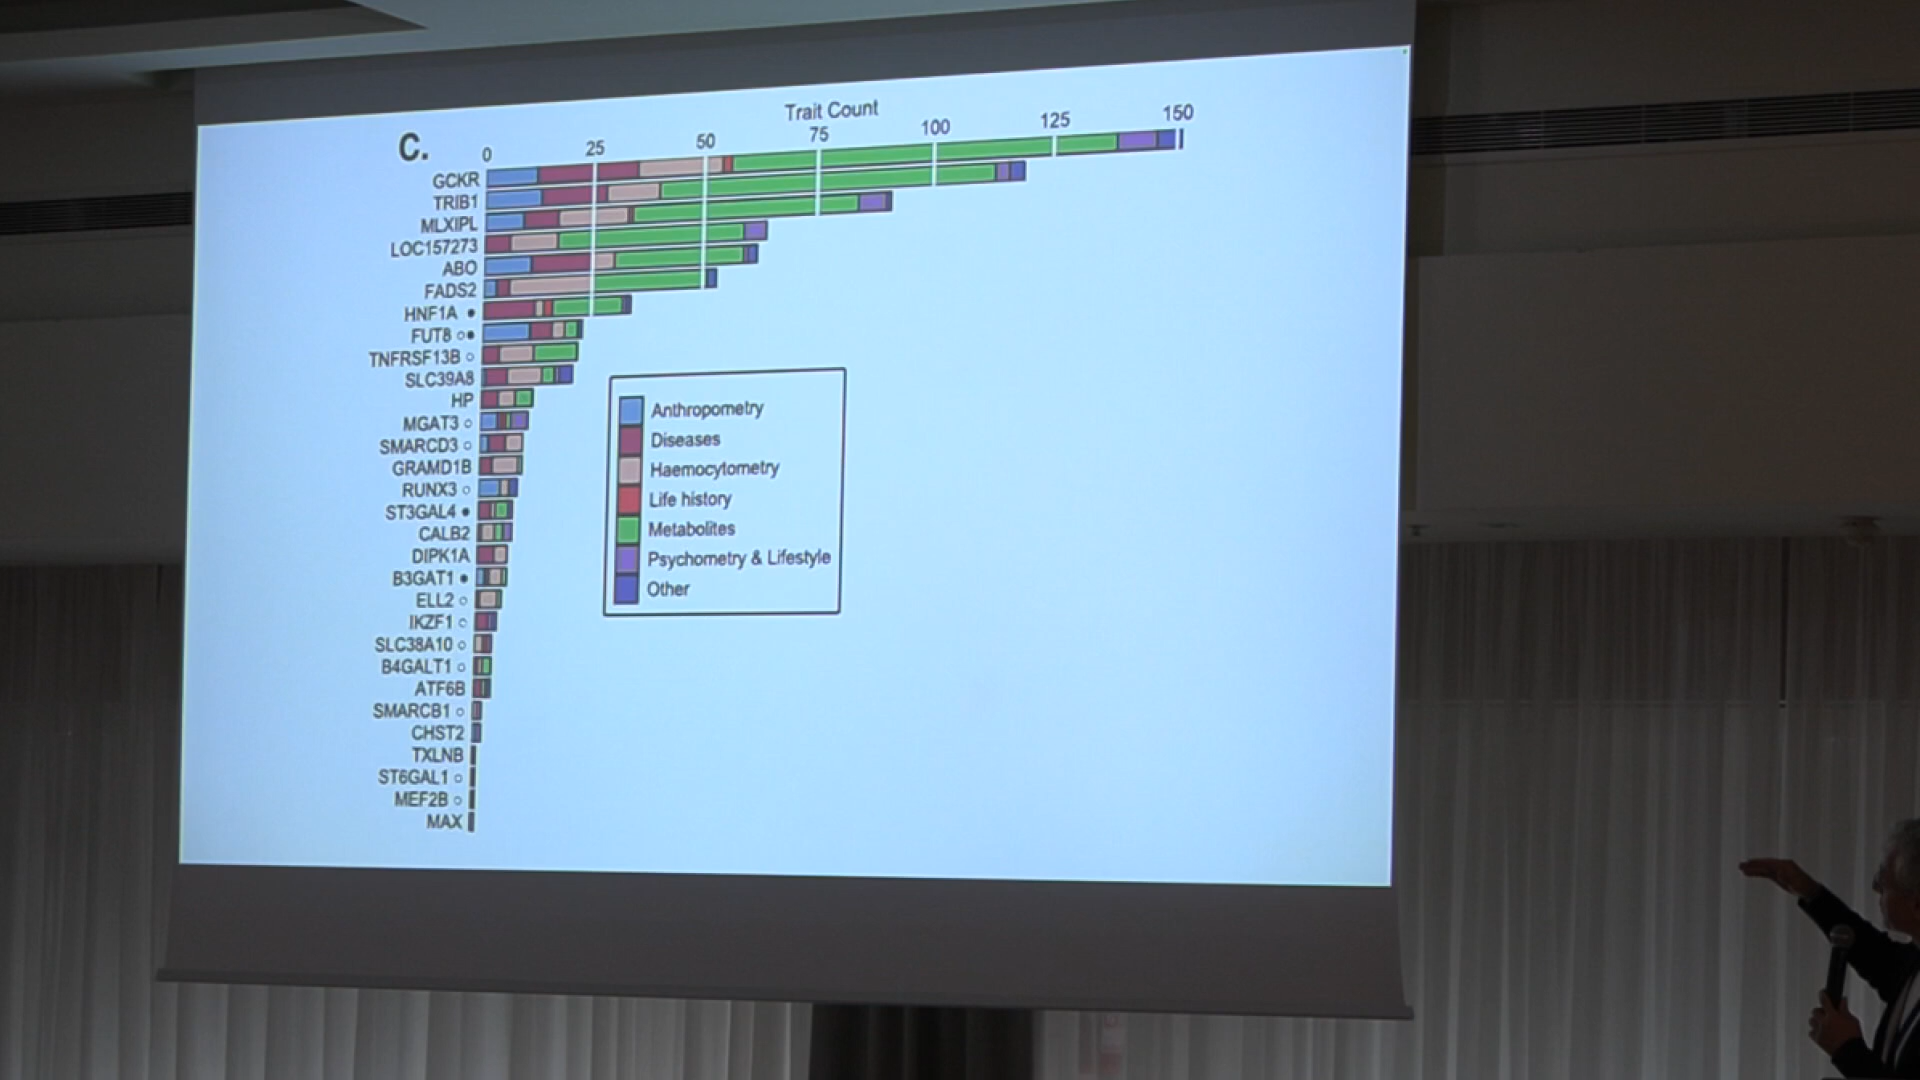 C.
Trait Count
0 25 50 75 100 125 150
GCKR
TRIB1
MLXIPL
LOC157273
ABO
FADS2
HNF1A
FUT8
TNFRSF13B
SLC39A8
HP
MGAT3
SMARCD3
GRAMD1B
RUNX3
ST3GAL4
CALB2
DIPK1A
B3GAT1
ELL2
IKZF1
SLC38A10
B4GALT1
ATF6B
SMARCB1
CHST2
TXLNB
ST6GAL1
MEF2B
MAX
Anthropometry
Diseases
Haemocytometry
Life history
Metabolites
Psychometry & Lifestyle
Other